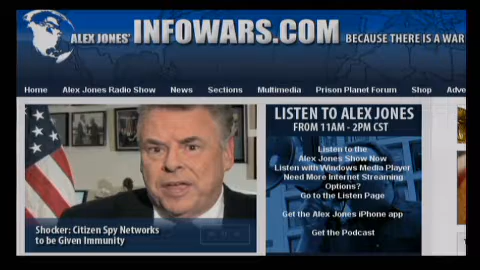 ALEX JONES' INFOWARS.COM BECAUSE THERE IS A WAR
Home Alex Jones Radio Show News Sections Multimedia Prison Planet Forum Shop Adve
LISTEN TO ALEX JONES
FROM 11AM - 2PM CST
Listen to the
Alex Jones Show Now
Listen with Windows Media Player
Need More Internet Streaming
Options?
Go to the Listen Page
Get the Alex Jones iPhone app
Get the Podcast
Shocker: Citizen Spy Networks
to be Given Immunity